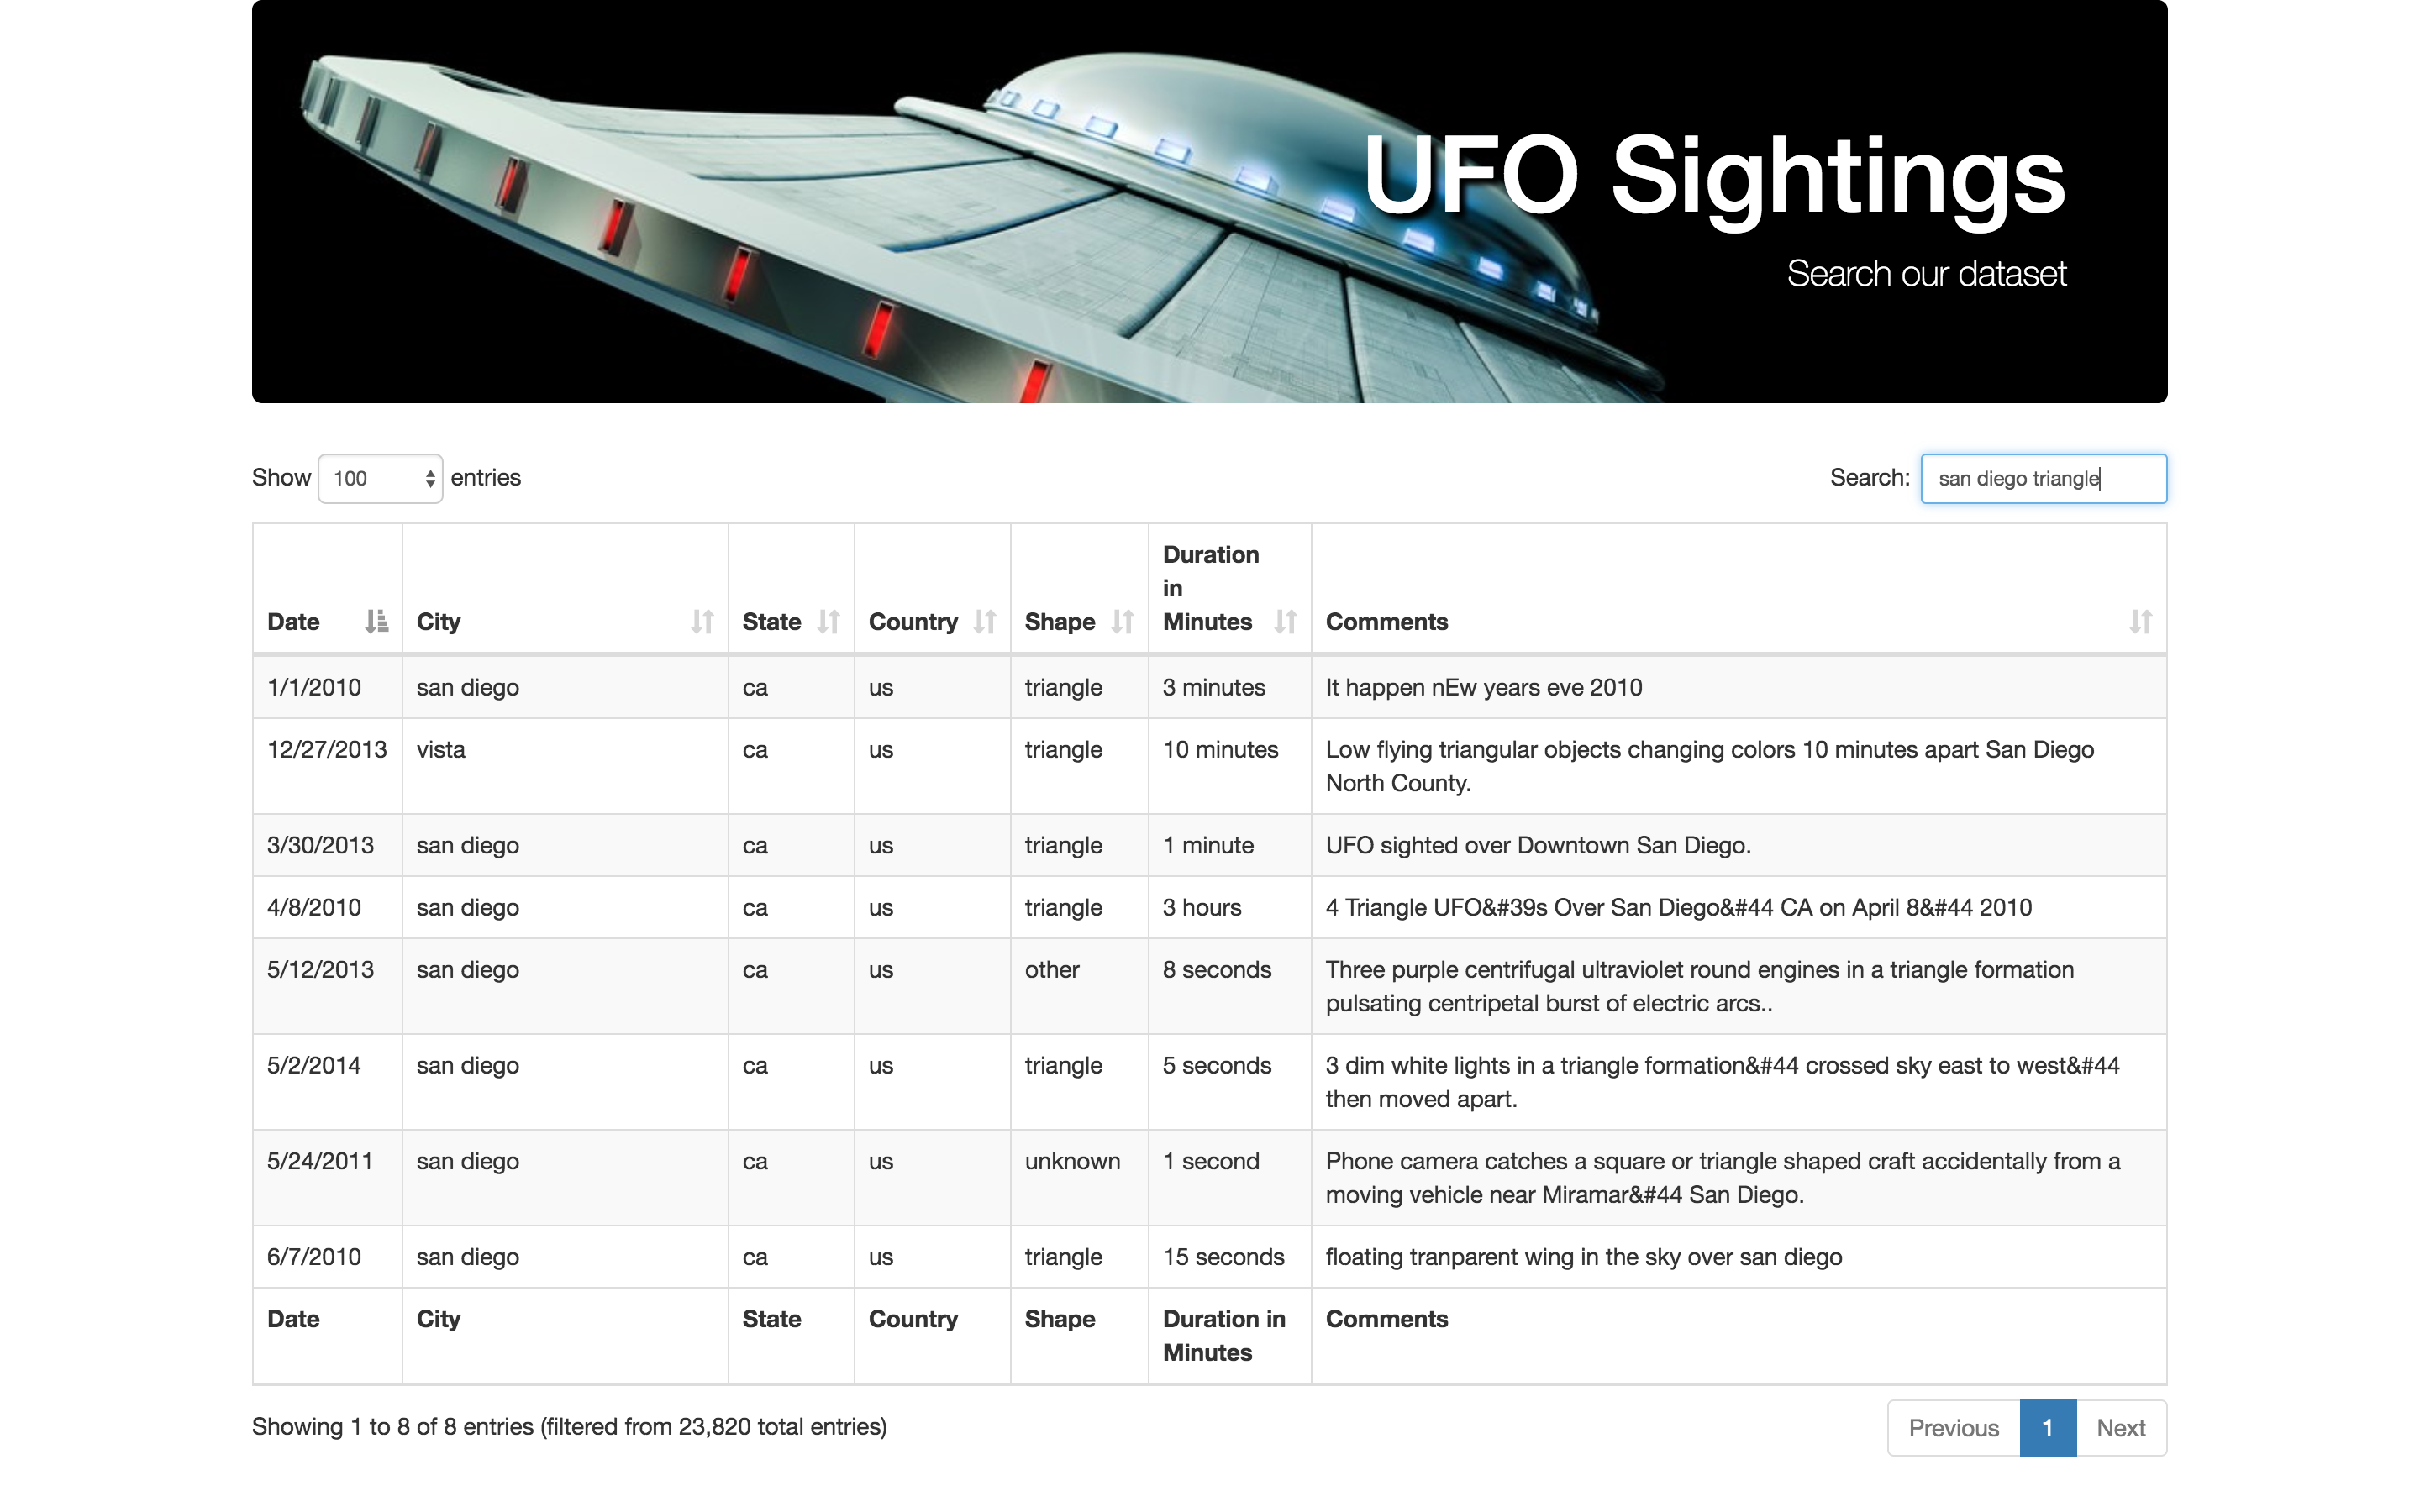 UFO Sightings
Search our dataset
Show 100 entries Search: san diego triangle
Date City State Country Shape Duration in Minutes Comments
1/1/2010 san diego ca us triangle 3 minutes It happen nEw years eve 2010
12/27/2013 vista ca us triangle 10 minutes Low flying triangular objects changing colors 10 minutes apart San Diego
North County.
3/30/2013 san diego ca us triangle 1 minute UFO sighted over Downtown San Diego.
4/8/2010 san diego ca us triangle 3 hours 4 Triangle UFO&#39s Over San Diego&#44 CA on April 8&#44 2010
5/12/2013 san diego ca us other 8 seconds Three purple centrifugal ultraviolet round engines in a triangle formation
pulsating centripetal burst of electric arcs..
5/2/2014 san diego ca us triangle 5 seconds 3 dim white lights in a triangle formation&#44 crossed sky east to west&#44
then moved apart.
5/24/2011 san diego ca us unknown 1 second Phone camera catches a square or triangle shaped craft accidentally from a
moving vehicle near Miramar&#44 San Diego.
6/7/2010 san diego ca us triangle 15 seconds floating tranparent wing in the sky over san diego
Date City State Country Shape Duration in Comments
Minutes
Showing 1 to 8 of 8 entries (filtered from 23,820 total entries) Previous 1 Next